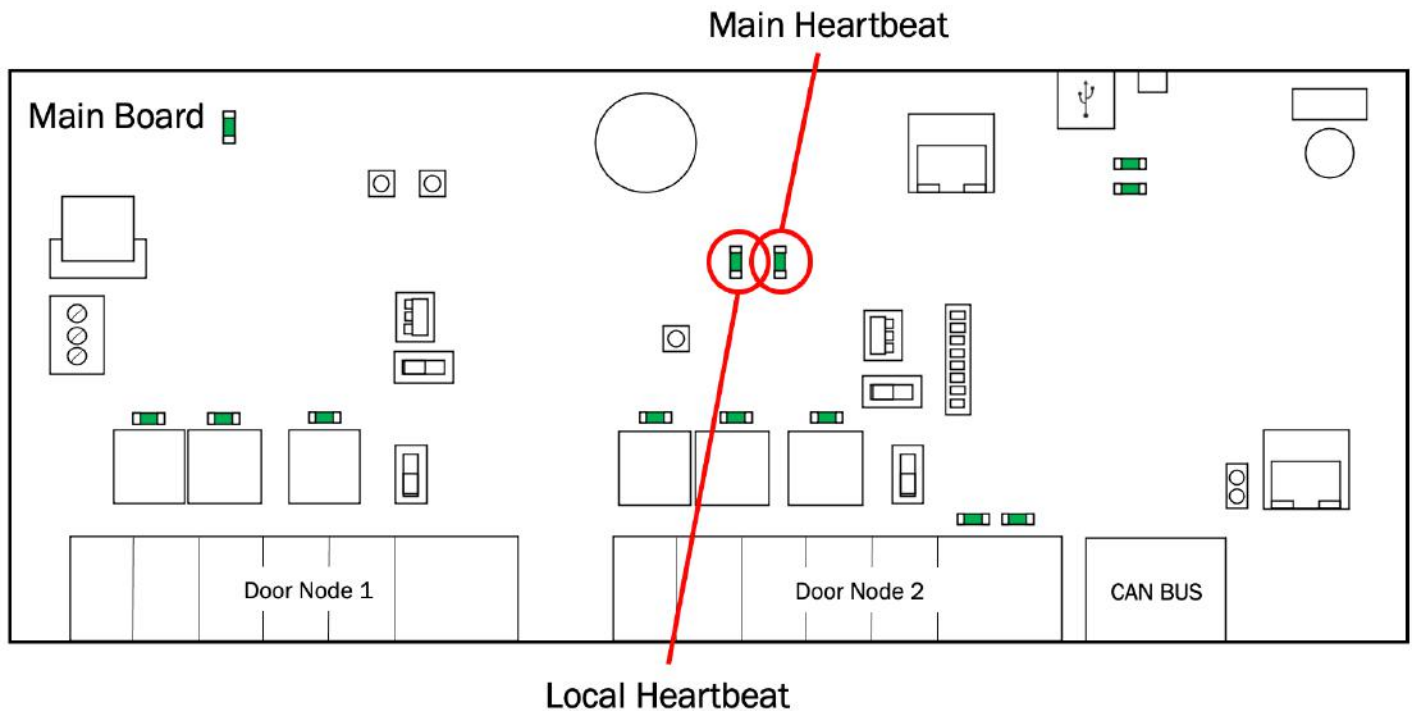 Main Heartbeat
Main Board
Door Node 1
Door Node 2
CAN BUS
Local Heartbeat